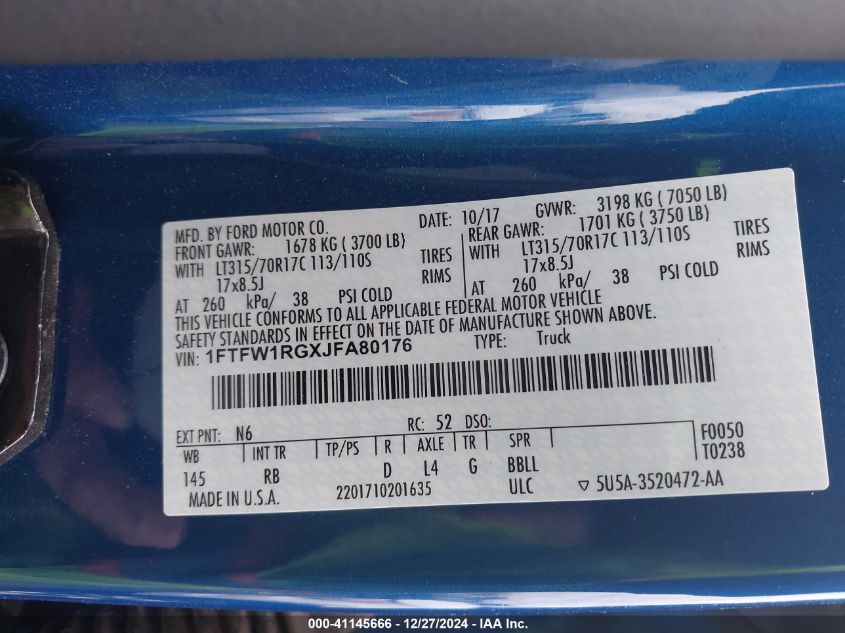 MFD. BY FORD MOTOR CO. DATE: 10/17 GVWR: 3198 KG ( 7050 LB)
FRONT GAWR: 1678 KG ( 3700 LB) REAR GAWR: 1701 KG ( 3750 LB)
WITH LT315/70R17C 113/110S TIRES WITH LT315/70R17C 113/110S TIRES
17x8.5J RIMS 17x8.5J RIMS
AT 260 kPa/ 38 PSI COLD AT 260 kPa/ 38 PSI COLD
THIS VEHICLE CONFORMS TO ALL APPLICABLE FEDERAL MOTOR VEHICLE
SAFETY STANDARDS IN EFFECT ON THE DATE OF MANUFACTURE SHOWN ABOVE.
VIN: 1FTFW1RGXJFA80176 TYPE: Truck
EXT PNT: N6 RC: 52 DSO: F0050
WB INT TR TP/PS R AXLE TR SPR T0238
145 RB D L4 G BBLL
MADE IN U.S.A. 2201710201635 ULC ▽ 5U5A-3520472-AA
000-41145666 - 12/27/2024 - IAA Inc.